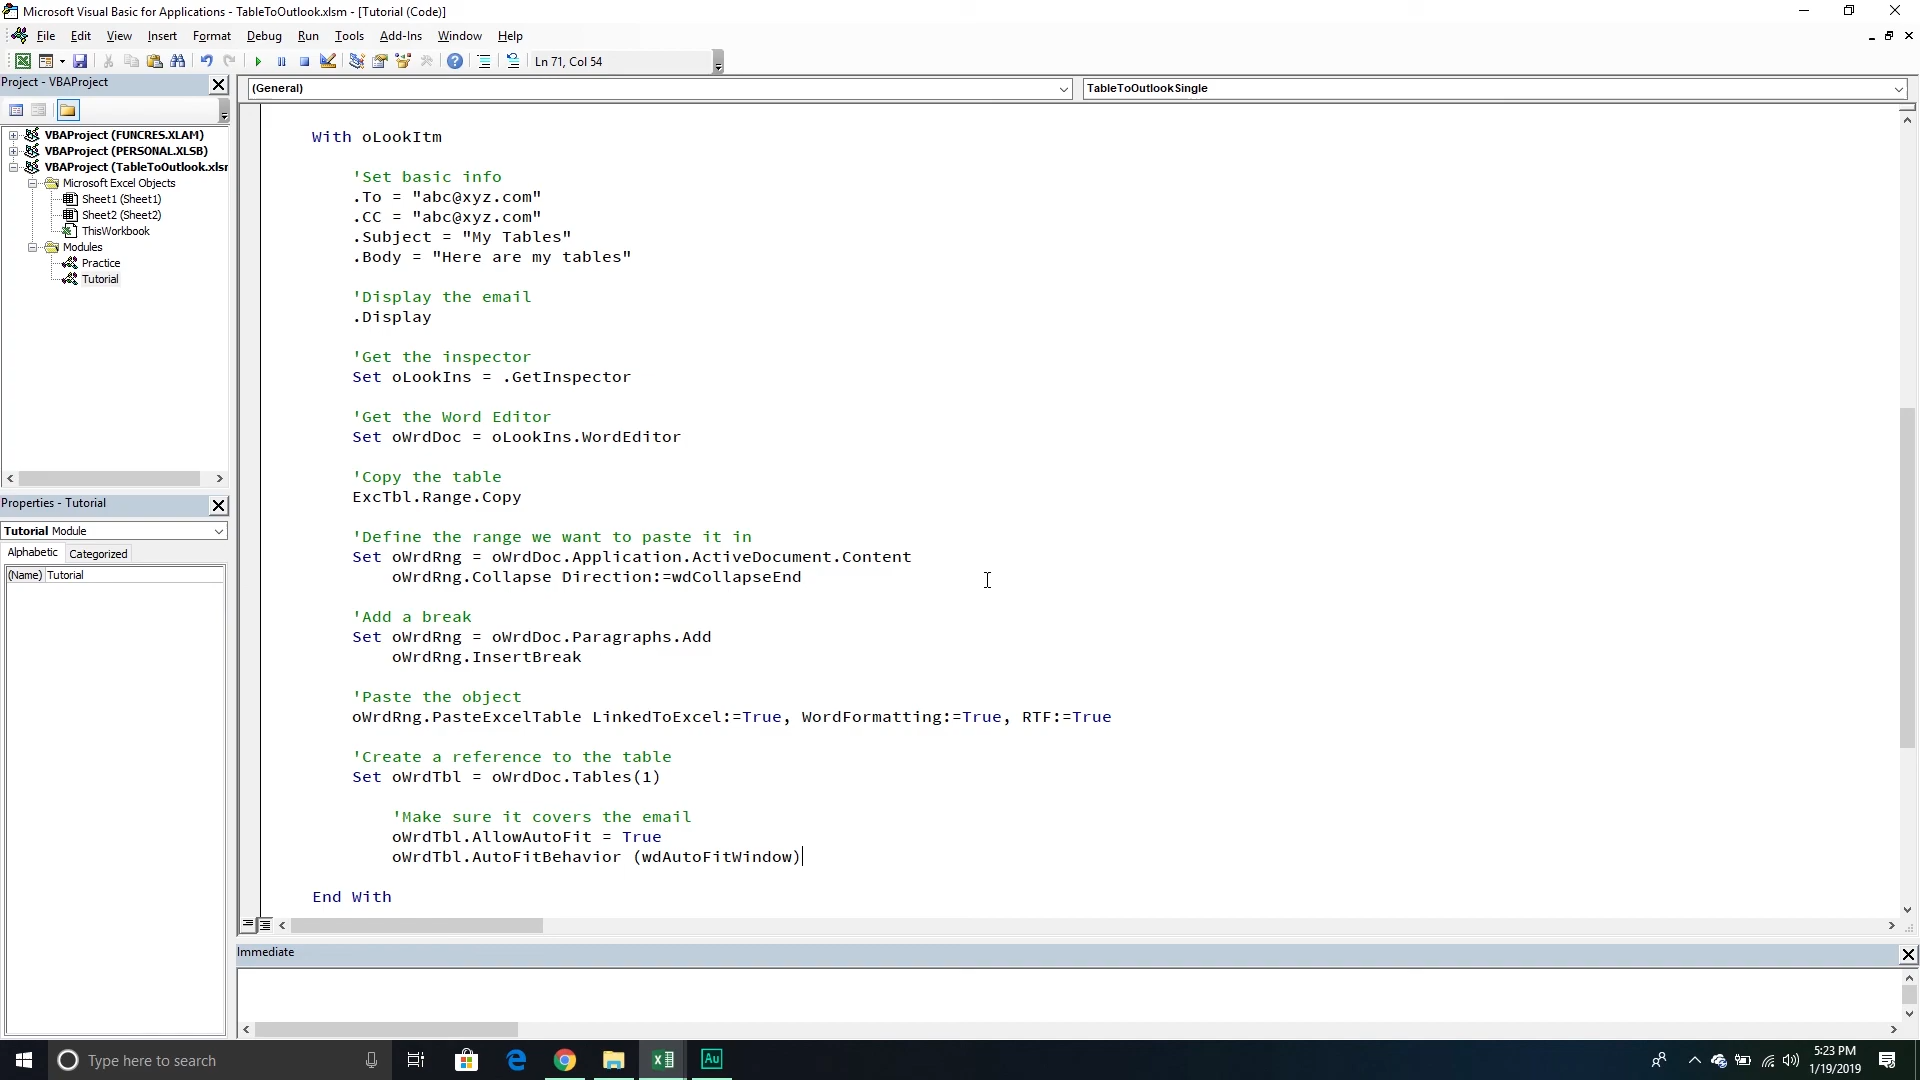 Microsoft Visual Basic for Applications - TableToOutlook.xlsm - [Tutorial (Code)]
File Edit View Insert Format Debug Run Tools Add-Ins Window Help
Ln 71, Col 54
Project - VBAProject
(General)
TableToOutlookSingle
VBAProject (FUNCRES.XLAM)
VBAProject (PERSONAL.XLSB)
VBAProject (TableToOutlook.xlsr
Microsoft Excel Objects
Sheet1 (Sheet1)
Sheet2 (Sheet2)
ThisWorkbook
Modules
Practice
Tutorial
Properties - Tutorial
Tutorial Module
Alphabetic Categorized
(Name) Tutorial
With oLookItm
'Set basic info
.To = "abc@xyz.com"
.CC = "abc@xyz.com"
.Subject = "My Tables"
.Body = "Here are my tables"
'Display the email
.Display
'Get the inspector
Set oLookIns = .GetInspector
'Get the Word Editor
Set oWrdDoc = oLookIns.WordEditor
'Copy the table
ExcTbl.Range.Copy
'Define the range we want to paste it in
Set oWrdRng = oWrdDoc.Application.ActiveDocument.Content
oWrdRng.Collapse Direction:=wdCollapseEnd
'Add a break
Set oWrdRng = oWrdDoc.Paragraphs.Add
oWrdRng.InsertBreak
'Paste the object
oWrdRng.PasteExcelTable LinkedToExcel:=True, WordFormatting:=True, RTF:=True
'Create a reference to the table
Set oWrdTbl = oWrdDoc.Tables(1)
'Make sure it covers the email
oWrdTbl.AllowAutoFit = True
oWrdTbl.AutoFitBehavior (wdAutoFitWindow)
End With
Immediate
Type here to search
Au
5:23 PM
1/19/2019